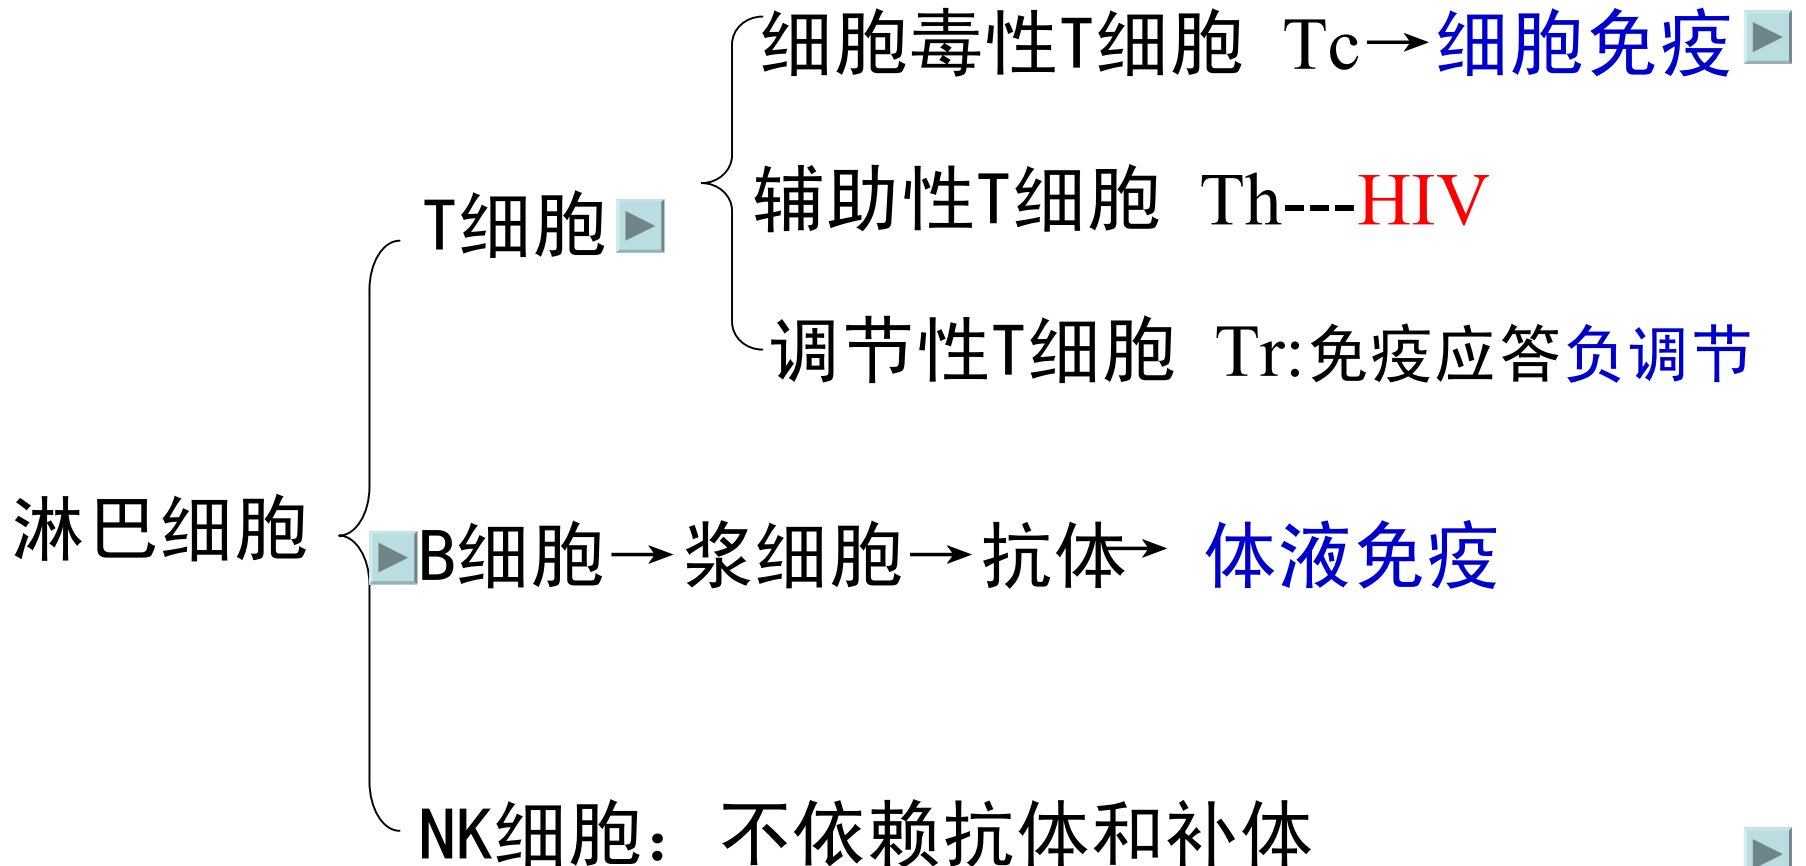 细胞毒性T细胞 Tc→细胞免疫
辅助性T细胞 Th---HIV
T细胞
调节性T细胞 Tr:免疫应答负调节
淋巴细胞
B细胞→浆细胞→抗体→ 体液免疫
NK细胞：不依赖抗体和补体